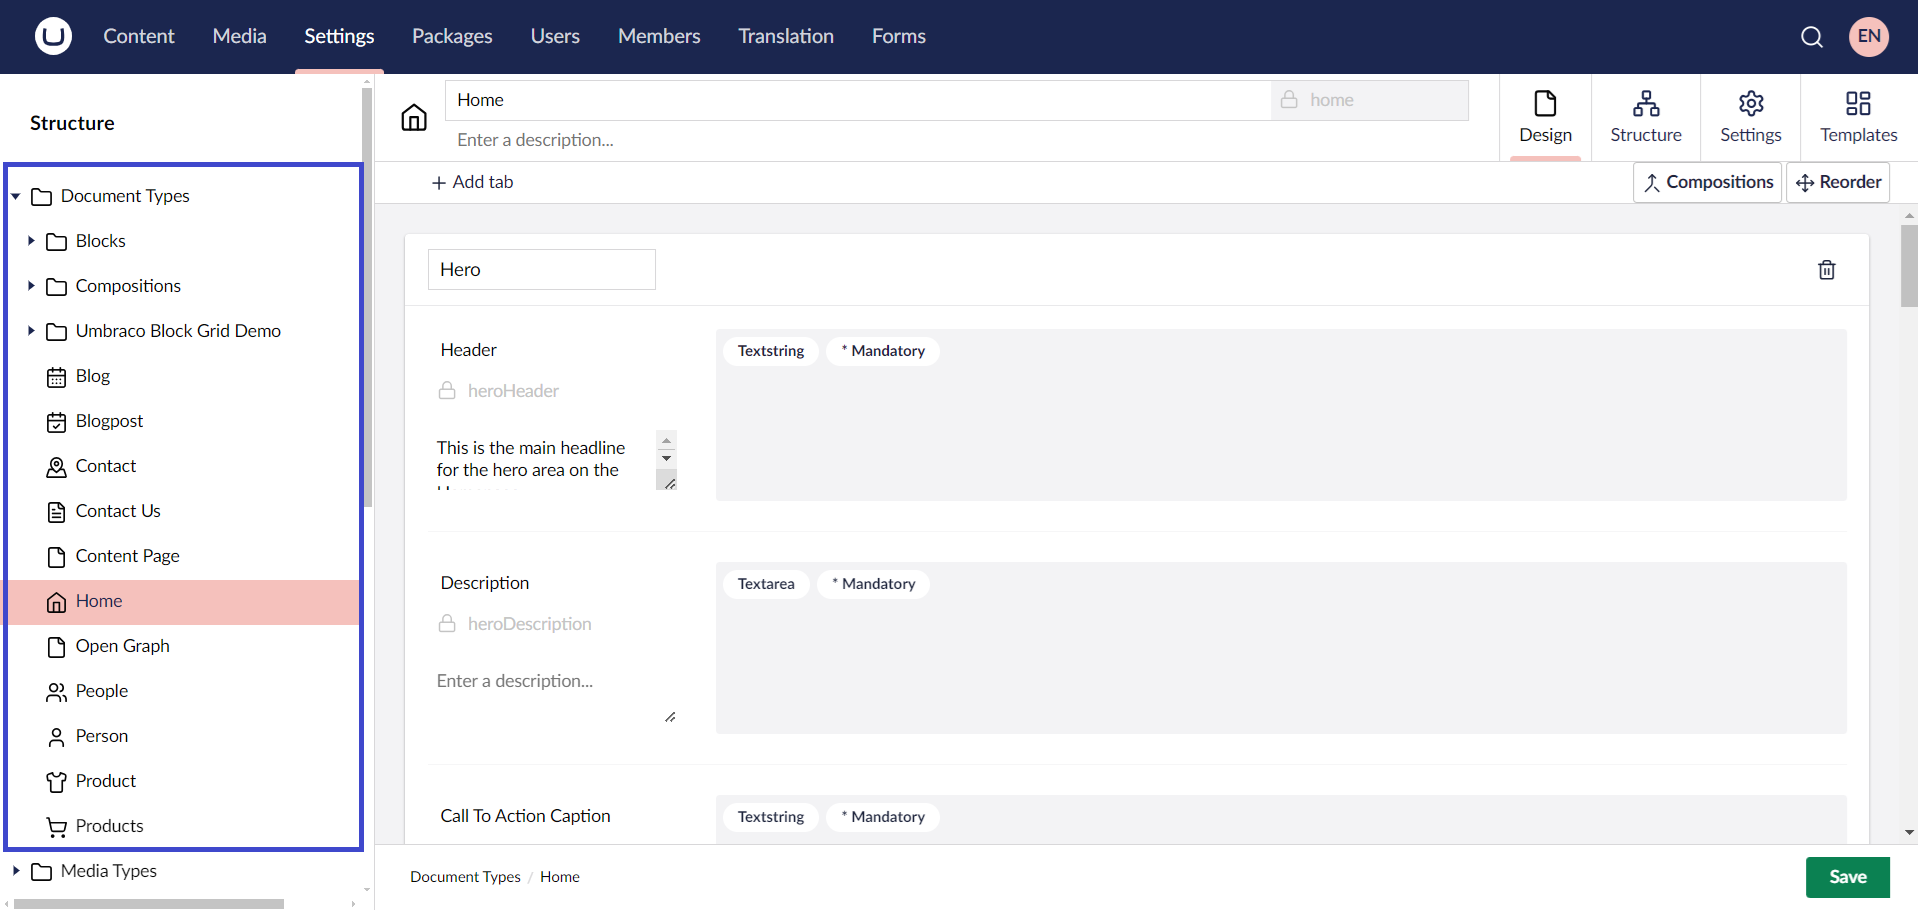 Content
Media
Settings
Packages
Users
Members
Translation
Forms
EN
Structure
Document Types
Blocks
Compositions
Umbraco Block Grid Demo
Blog
Blogpost
Contact
Contact Us
Content Page
Home
Open Graph
People
Person
Product
Products
Media Types
Home
home
Enter a description...
Design
Structure
Settings
Templates
+ Add tab
Compositions
Reorder
Hero
Header
heroHeader
This is the main headline
for the hero area on the
Textstring
* Mandatory
Description
heroDescription
Enter a description...
Textarea
* Mandatory
Call To Action Caption
Textstring
* Mandatory
Document Types / Home
Save